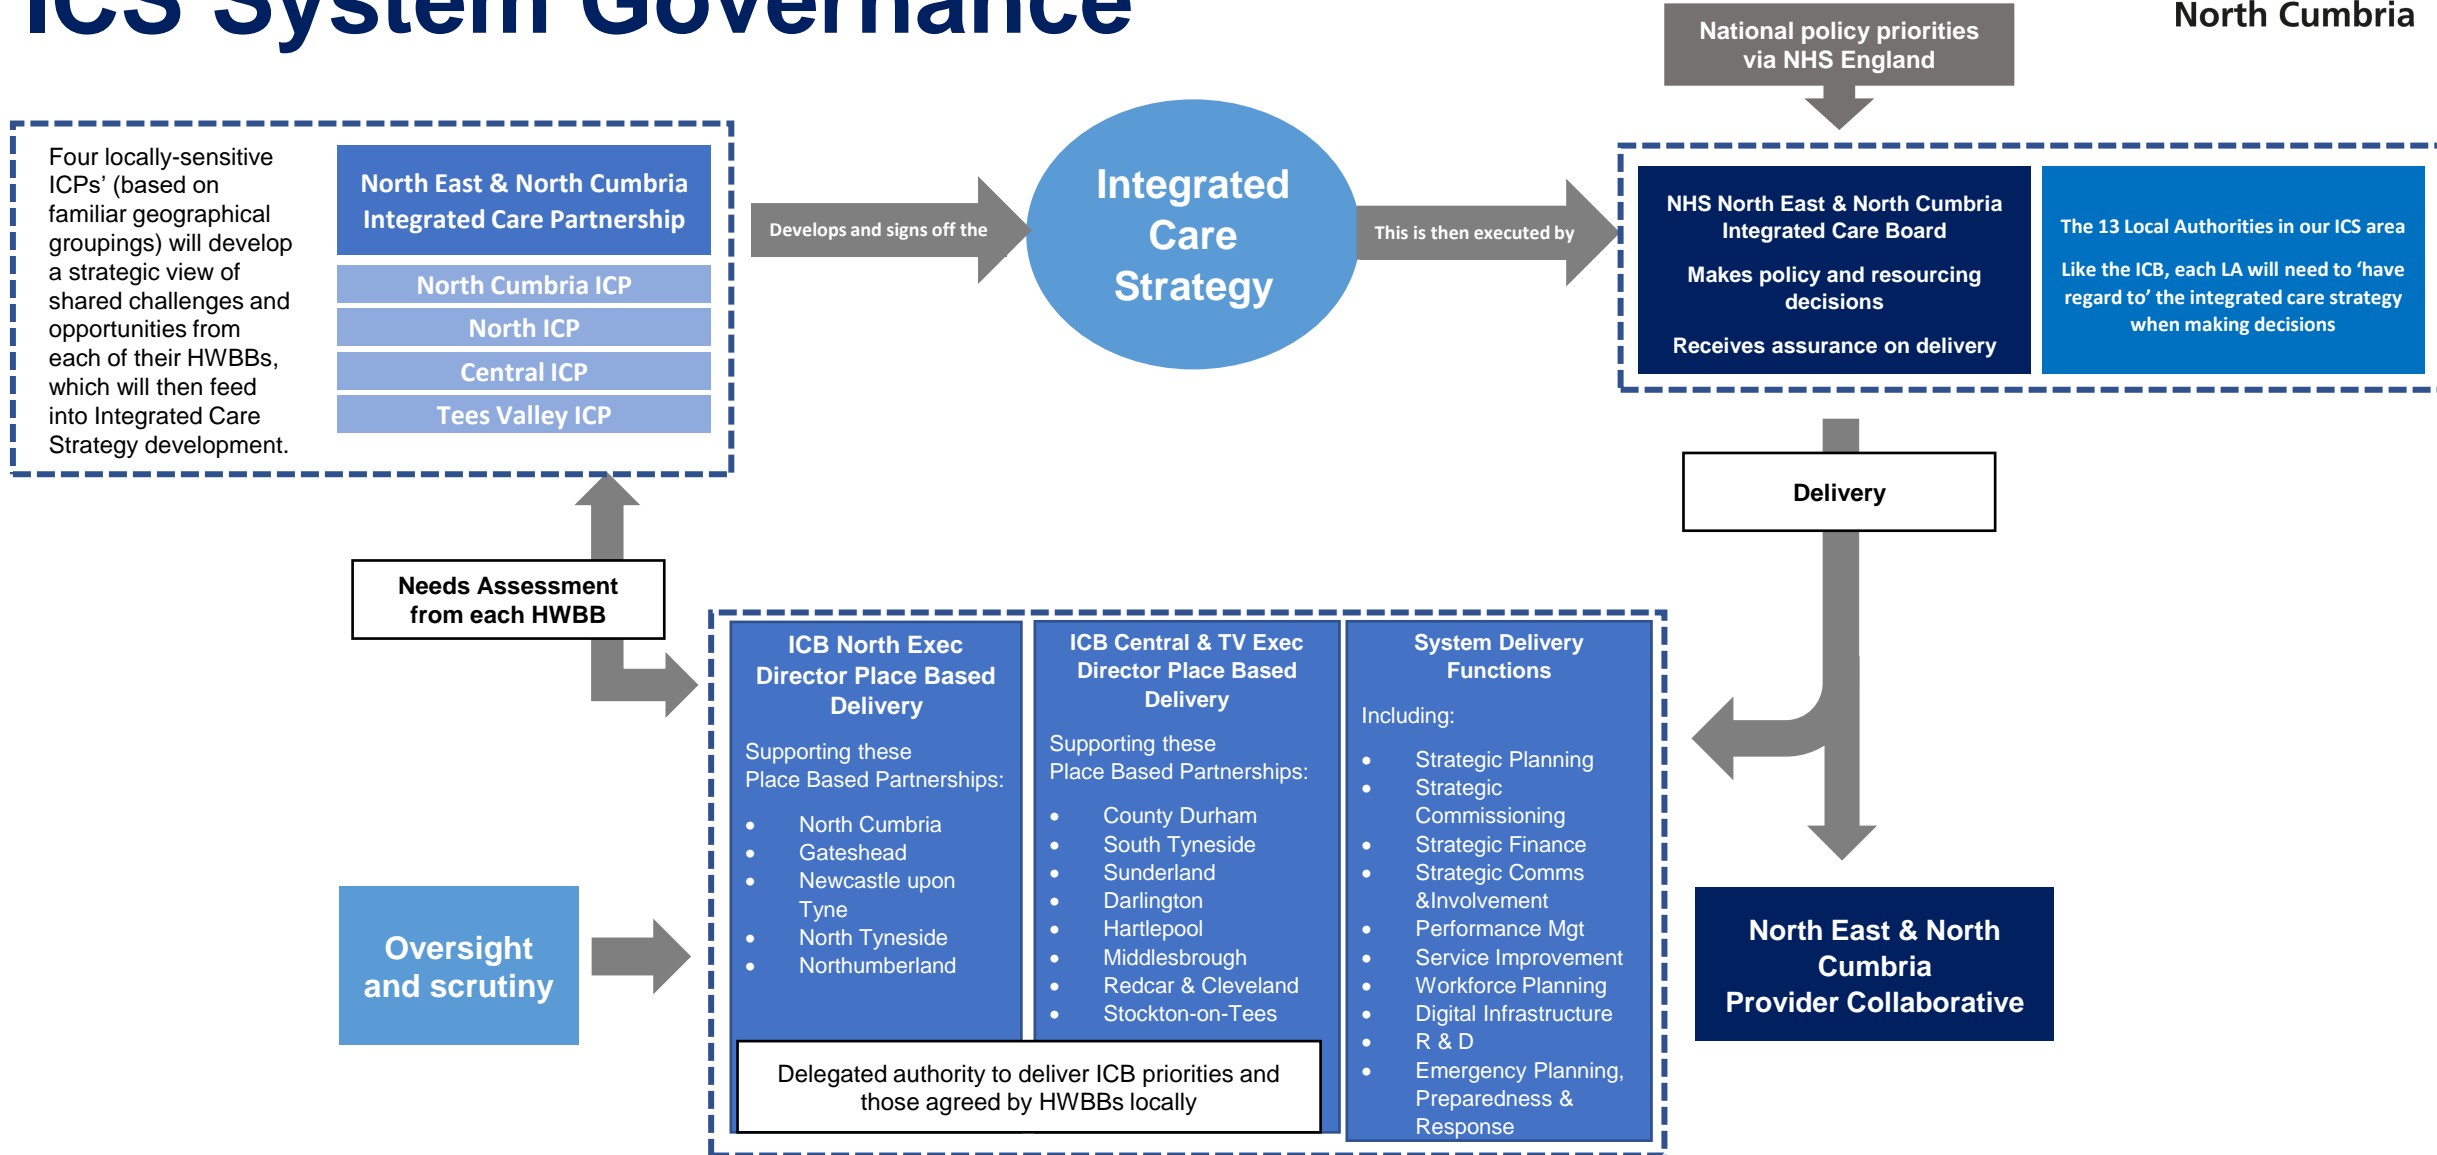 ICS System Governance
North Cumbria
National policy priorities
via NHS England
Four locally-sensitive
ICPs’ (based on
familiar geographical
groupings) will develop
a strategic view of
shared challenges and
opportunities from
each of their HWBBs,
which will then feed
into Integrated Care
Strategy development.
North East & North Cumbria
Integrated Care Partnership
North Cumbria ICP
North ICP
Central ICP
Tees Valley ICP
Develops and signs off the
Integrated
Care
Strategy
This is then executed by
NHS North East & North Cumbria
Integrated Care Board
Makes policy and resourcing
decisions
Receives assurance on delivery
The 13 Local Authorities in our ICS area
Like the ICB, each LA will need to ‘have
regard to’ the integrated care strategy
when making decisions
Delivery
Needs Assessment
from each HWBB
ICB North Exec
Director Place Based
Delivery
Supporting these
Place Based Partnerships:
• North Cumbria
• Gateshead
• Newcastle upon
Tyne
• North Tyneside
• Northumberland
ICB Central & TV Exec
Director Place Based
Delivery
Supporting these
Place Based Partnerships:
• County Durham
• South Tyneside
• Sunderland
• Darlington
• Hartlepool
• Middlesbrough
• Redcar & Cleveland
• Stockton-on-Tees
System Delivery
Functions
Including:
• Strategic Planning
• Strategic
Commissioning
• Strategic Finance
• Strategic Comms
&Involvement
• Performance Mgt
• Service Improvement
• Workforce Planning
• Digital Infrastructure
• R & D
• Emergency Planning,
Preparedness &
Response
Delegated authority to deliver ICB priorities and
those agreed by HWBBs locally
Oversight
and scrutiny
North East & North
Cumbria
Provider Collaborative